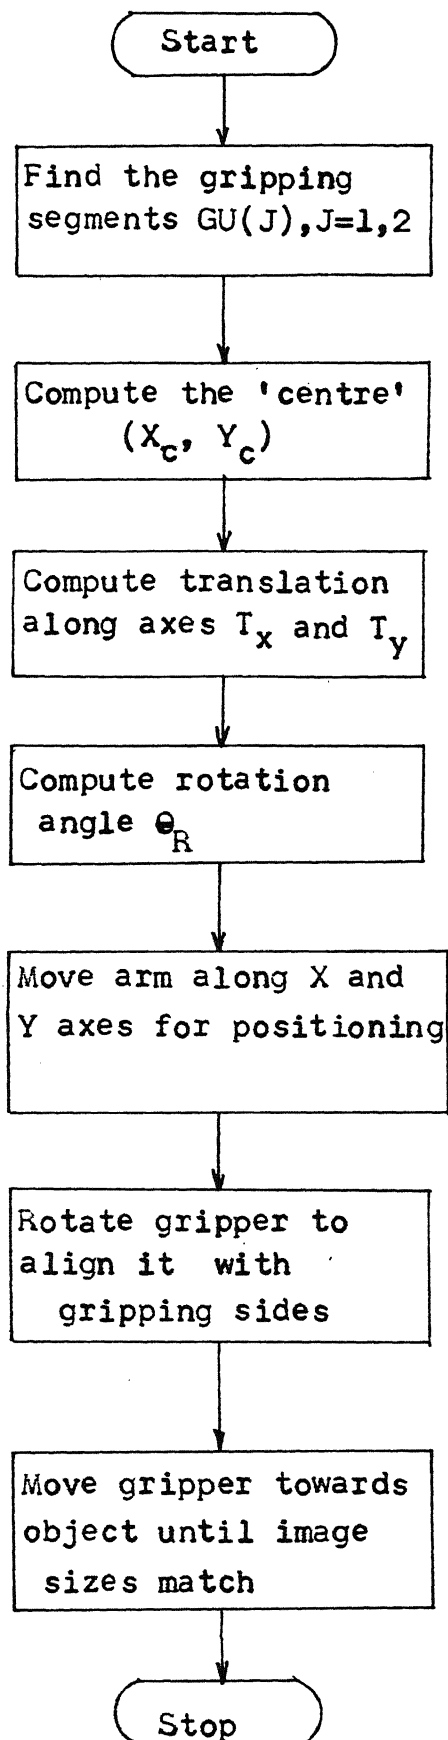 Start
Find the gripping
segments GU(J),J=1,2
Compute the 'centre'
(Xc, Yc)
Compute translation
along axes Tx and Ty
Compute rotation
angle ΘR
Move arm along X and
Y axes for positioning
Rotate gripper to
align it with
gripping sides
Move gripper towards
object until image
sizes match
Stop